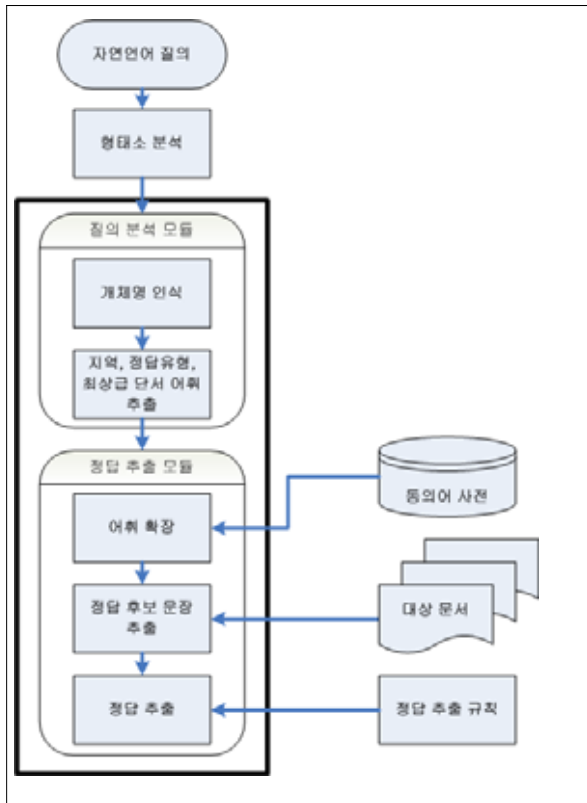 자연언어 질의
형태소 분석
질의 분석 모듈
개체명 인식
지역, 정답유형,
최상급 단서 어휘
추출
정답 추출 모듈
어휘 확장
동의어 사전
정답 후보 문장
추출
대상 문서
정답 추출
정답 추출 규칙